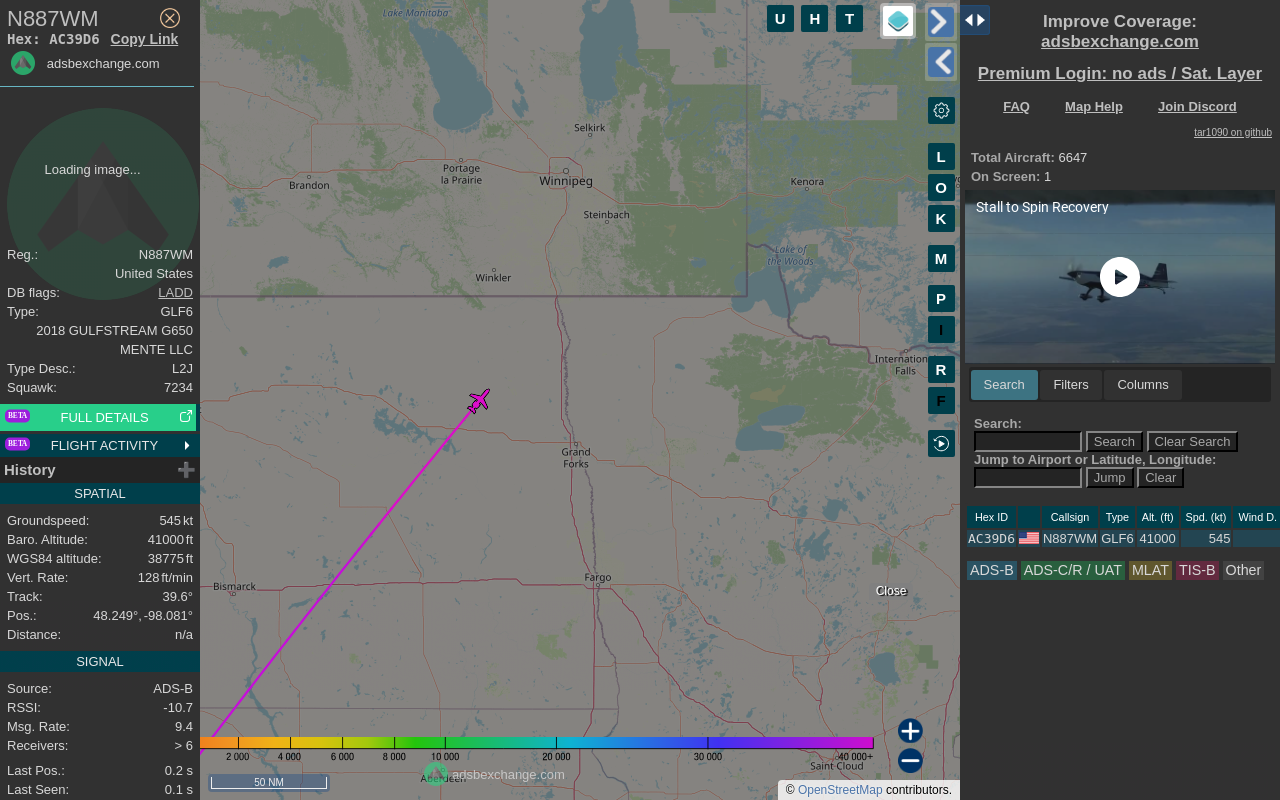 N887WM
Hex: AC39D6 Copy Link
adsbexchange.com
Loading image...
Reg.: N887WM
United States
DB flags: LADD
Type: GLF6
2018 GULFSTREAM G650
MENTE LLC
Type Desc.: L2J
Squawk: 7234
BETA FULL DETAILS
BETA FLIGHT ACTIVITY
History
SPATIAL
Groundspeed: 545 kt
Baro. Altitude: 41000 ft
WGS84 altitude: 38775 ft
Vert. Rate: 128 ft/min
Track: 39.6°
Pos.: 48.249°, -98.081°
Distance: n/a
SIGNAL
Source: ADS-B
RSSI: -10.7
Msg. Rate: 9.4
Receivers: > 6
Last Pos.: 0.2 s
Last Seen: 0.1 s
Lake Manitoba
Selkirk
Portage
la Prairie
Brandon
Winnipeg
Kenora
Steinbach
Lake of
the Woods
Winkler
International
Falls
Grand
Forks
Bismarck
Fargo
Close
Saint Cloud
Aberdeen
adsbexchange.com
2 000 4 000 6 000 8 000 10 000 20 000 30 000 40 000+
50 NM
© OpenStreetMap contributors.
U H T
L
O
K
M
P
I
R
F
Improve Coverage:
adsbexchange.com
Premium Login: no ads / Sat. Layer
FAQ Map Help Join Discord
tar1090 on github
Total Aircraft: 6647
On Screen: 1
Stall to Spin Recovery
Search Filters Columns
Search:
Search Clear Search
Jump to Airport or Latitude, Longitude:
Jump Clear
Hex ID Callsign Type Alt. (ft) Spd. (kt) Wind D.
AC39D6 N887WM GLF6 41000 545
ADS-B ADS-C/R / UAT MLAT TIS-B Other